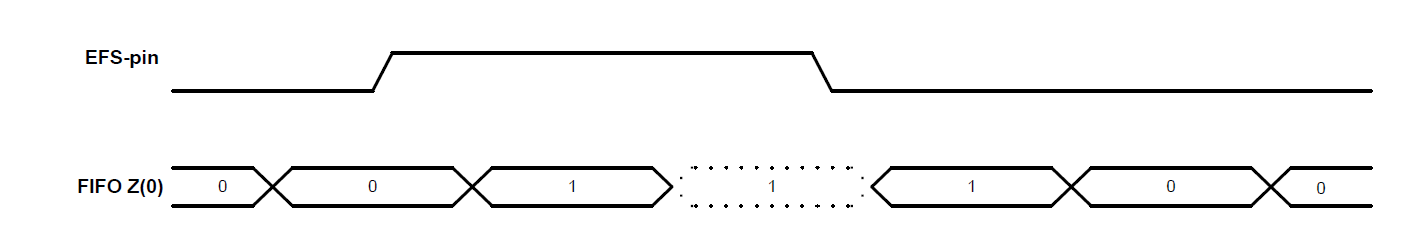 EFS-pin
FIFO Z(0) 0 0 1 1 1 0 0